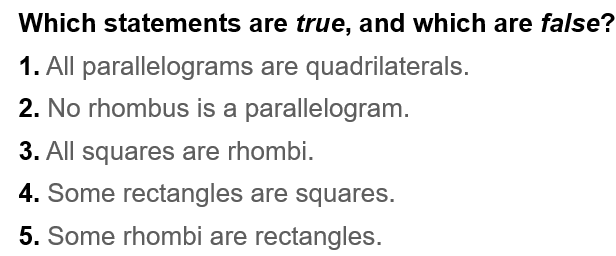 Which statements are true, and which are false?
1. All parallelograms are quadrilaterals.
2. No rhombus is a parallelogram.
3. All squares are rhombi.
4. Some rectangles are squares.
5. Some rhombi are rectangles.